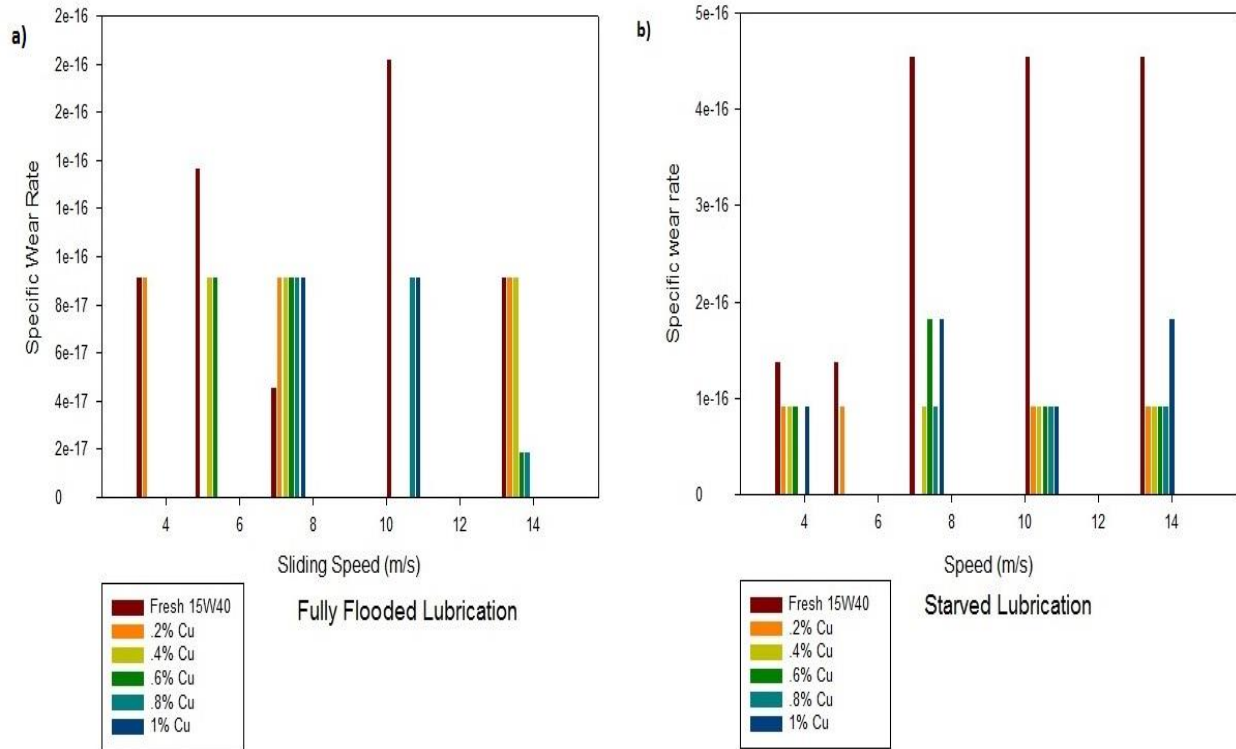 a)
Specific Wear Rate
2e-16
2e-16
2e-16
1e-16
1e-16
1e-16
8e-17
6e-17
4e-17
2e-17
0
4 6 8 10 12 14
Sliding Speed (m/s)
Fully Flooded Lubrication
Fresh 15W40
.2% Cu
.4% Cu
.6% Cu
.8% Cu
1% Cu
b)
Specific wear rate
5e-16
4e-16
3e-16
2e-16
1e-16
0
4 6 8 10 12 14
Speed (m/s)
Starved Lubrication
Fresh 15W40
.2% Cu
.4% Cu
.6% Cu
.8% Cu
1% Cu